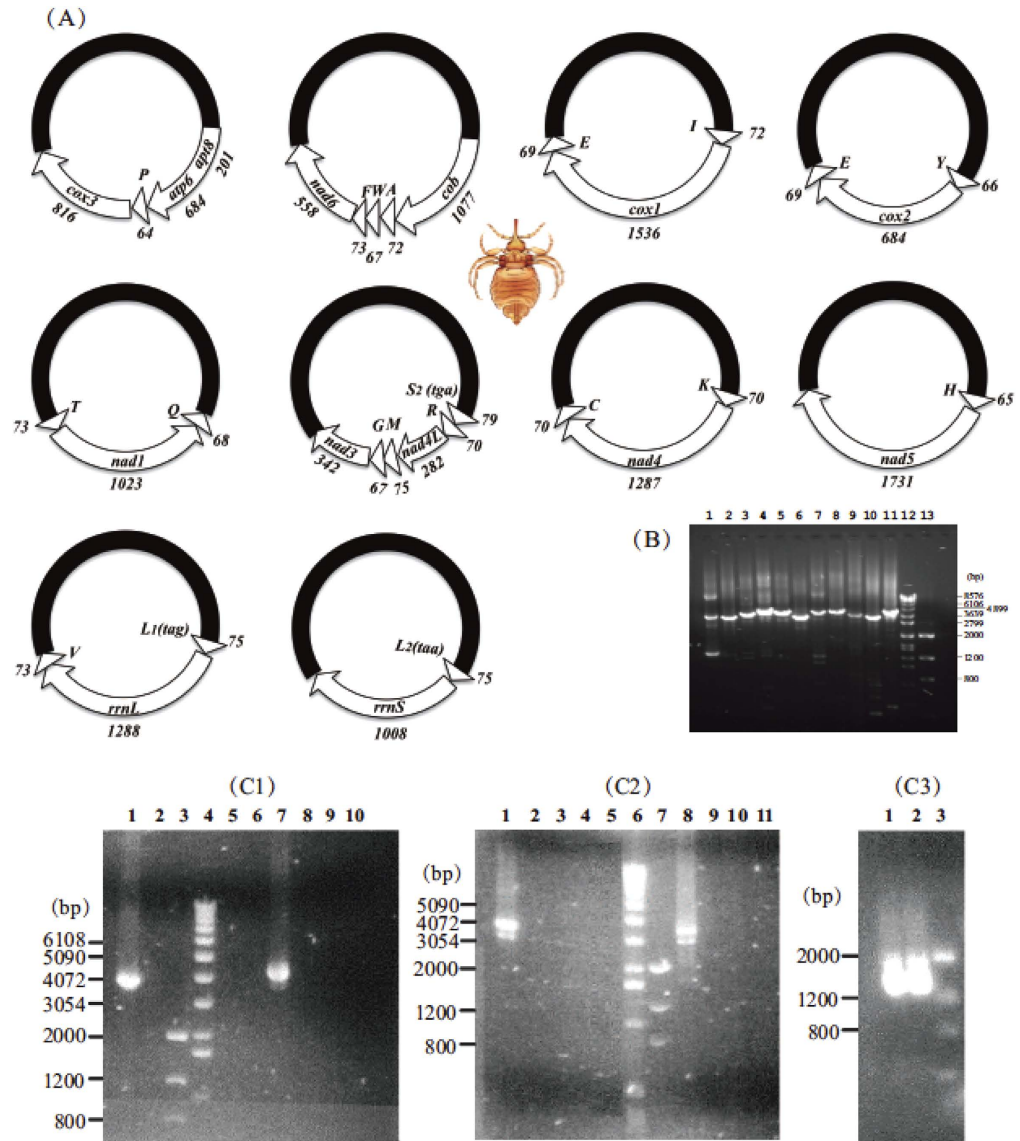 (A)
P
cox3
atp6
apt8
816
64
684
201
FWA
nad6
cob
558
73
67
72
1077
I
72
E
69
cox1
1536
E
69
Y
66
cox2
684
T
73
Q
68
nad1
1023
S2 (tga)
R
79
70
G M
nad3
nad4L
342
67
75
282
K
70
C
70
nad4
1287
H
65
nad5
1731
L1(tag)
75
V
73
rrnL
1288
L2(taa)
75
rrnS
1008
(B)
1 2 3 4 5 6 7 8 9 10 11 12 13
(bp)
8576
6106
4899
3639
2799
2000
1200
800
(C1)
1 2 3 4 5 6 7 8 9 10
(bp)
6108
5090
4072
3054
2000
1200
800
(C2)
1 2 3 4 5 6 7 8 9 10 11
(bp)
5090
4072
3054
2000
1200
800
(C3)
1 2 3
(bp)
2000
1200
800